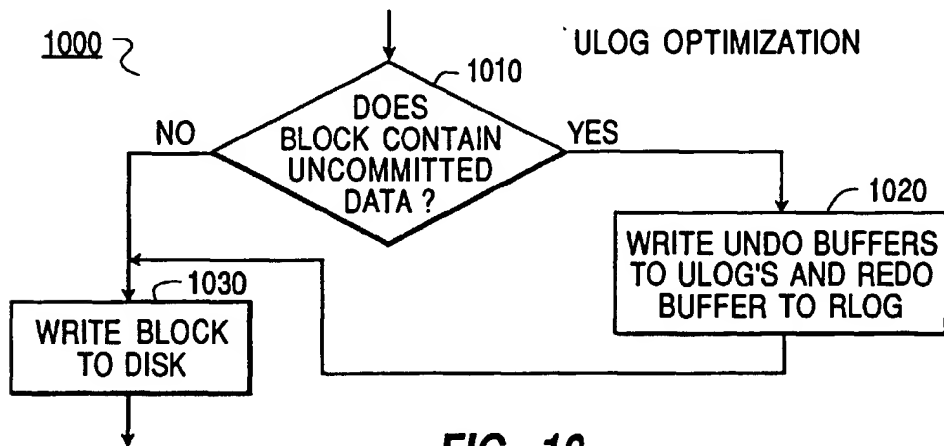 1000
ULOG OPTIMIZATION
1010
DOES
BLOCK CONTAIN
UNCOMMITTED
DATA ?
NO
YES
1020
WRITE UNDO BUFFERS
TO ULOG'S AND REDO
BUFFER TO RLOG
1030
WRITE BLOCK
TO DISK
FIG. 10